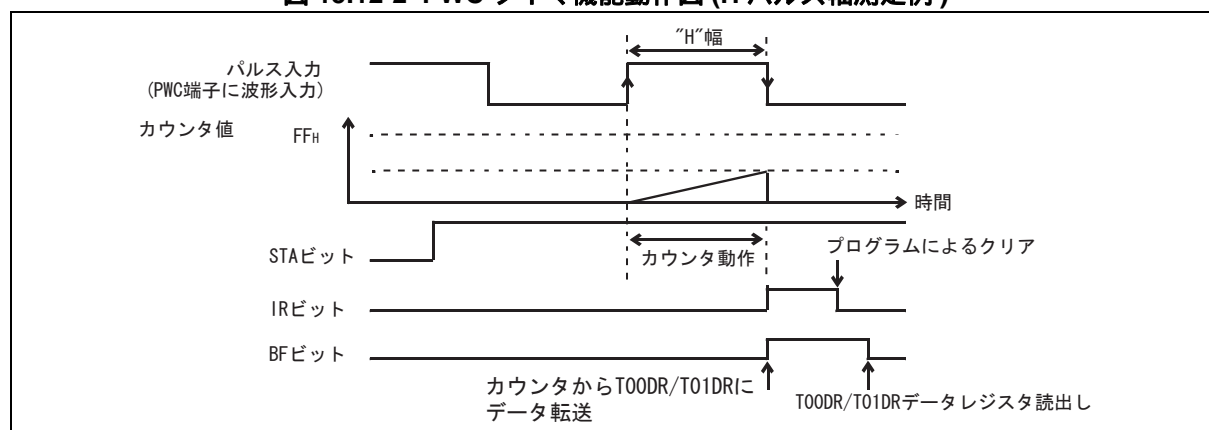 "H"幅
パルス入力
(PWC端子に波形入力)
カウンタ値
FFH
時間
STAビット
カウンタ動作
プログラムによるクリア
IRビット
BFビット
カウンタからT00DR/T01DRに
データ転送
T00DR/T01DRデータレジスタ読出し